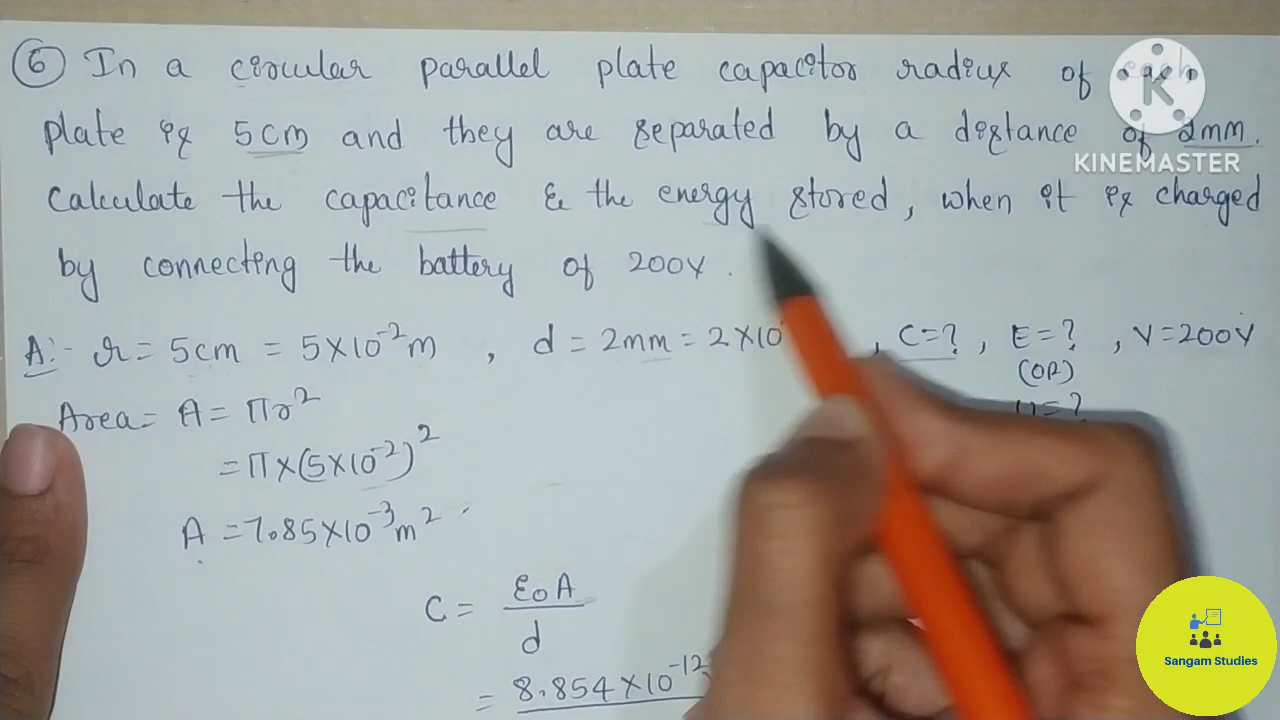 ⑥ In a circular parallel plate capacitor radius of each
plate is 5cm and they are separated by a distance of 2mm.
Calculate the capacitance & the energy stored, when it is charged
by connecting the battery of 200V.
A:- r = 5cm = 5×10⁻²m , d = 2mm = 2×10 , C=? , E=? , V=200V
(OR)
U=?
Area = A = πr²
= π×(5×10⁻²)²
A = 7.85×10⁻³m²
C = ε₀A
d
= 8.854×10⁻¹²
KINEMASTER
Sangam Studies